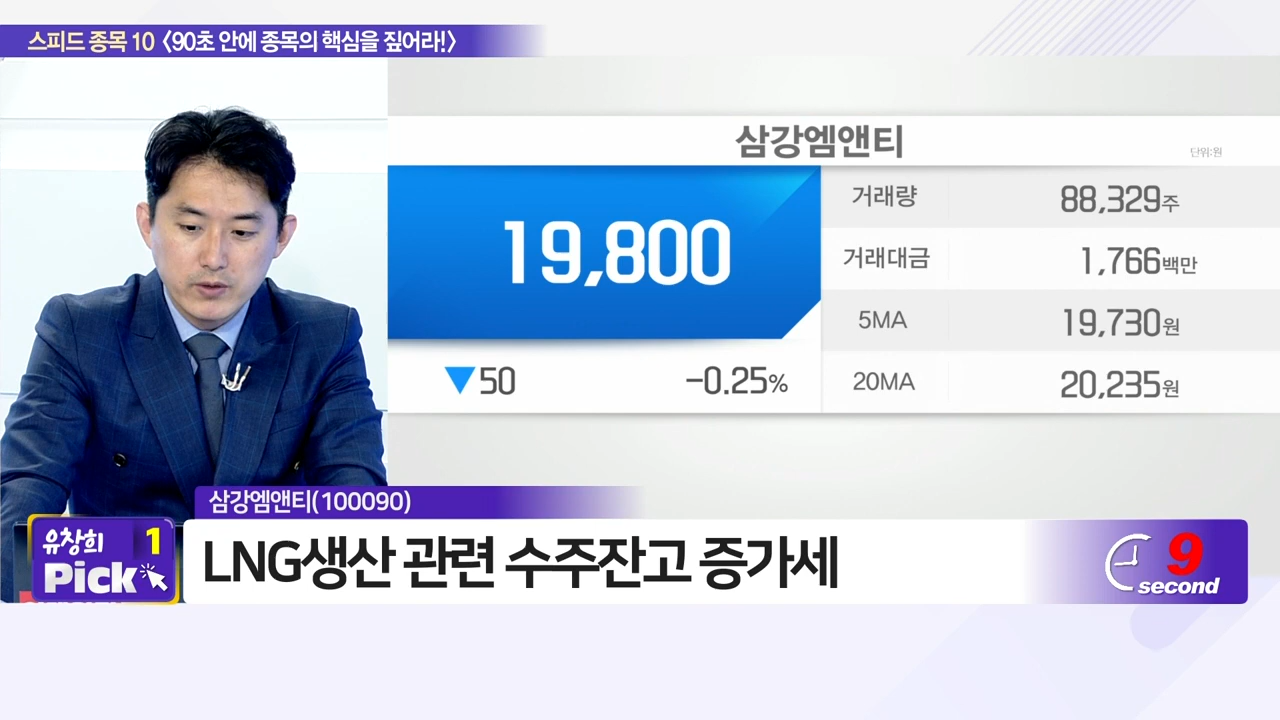 스피드 종목 10 <90초 안에 종목의 핵심을 짚어라!>
삼강엠앤티
단위:원
19,800
▼50 -0.25%
거래량 88,329주
거래대금 1,766백만
5MA 19,730원
20MA 20,235원
삼강엠앤티(100090)
유창희 1
Pick
LNG생산 관련 수주잔고 증가세
9
second